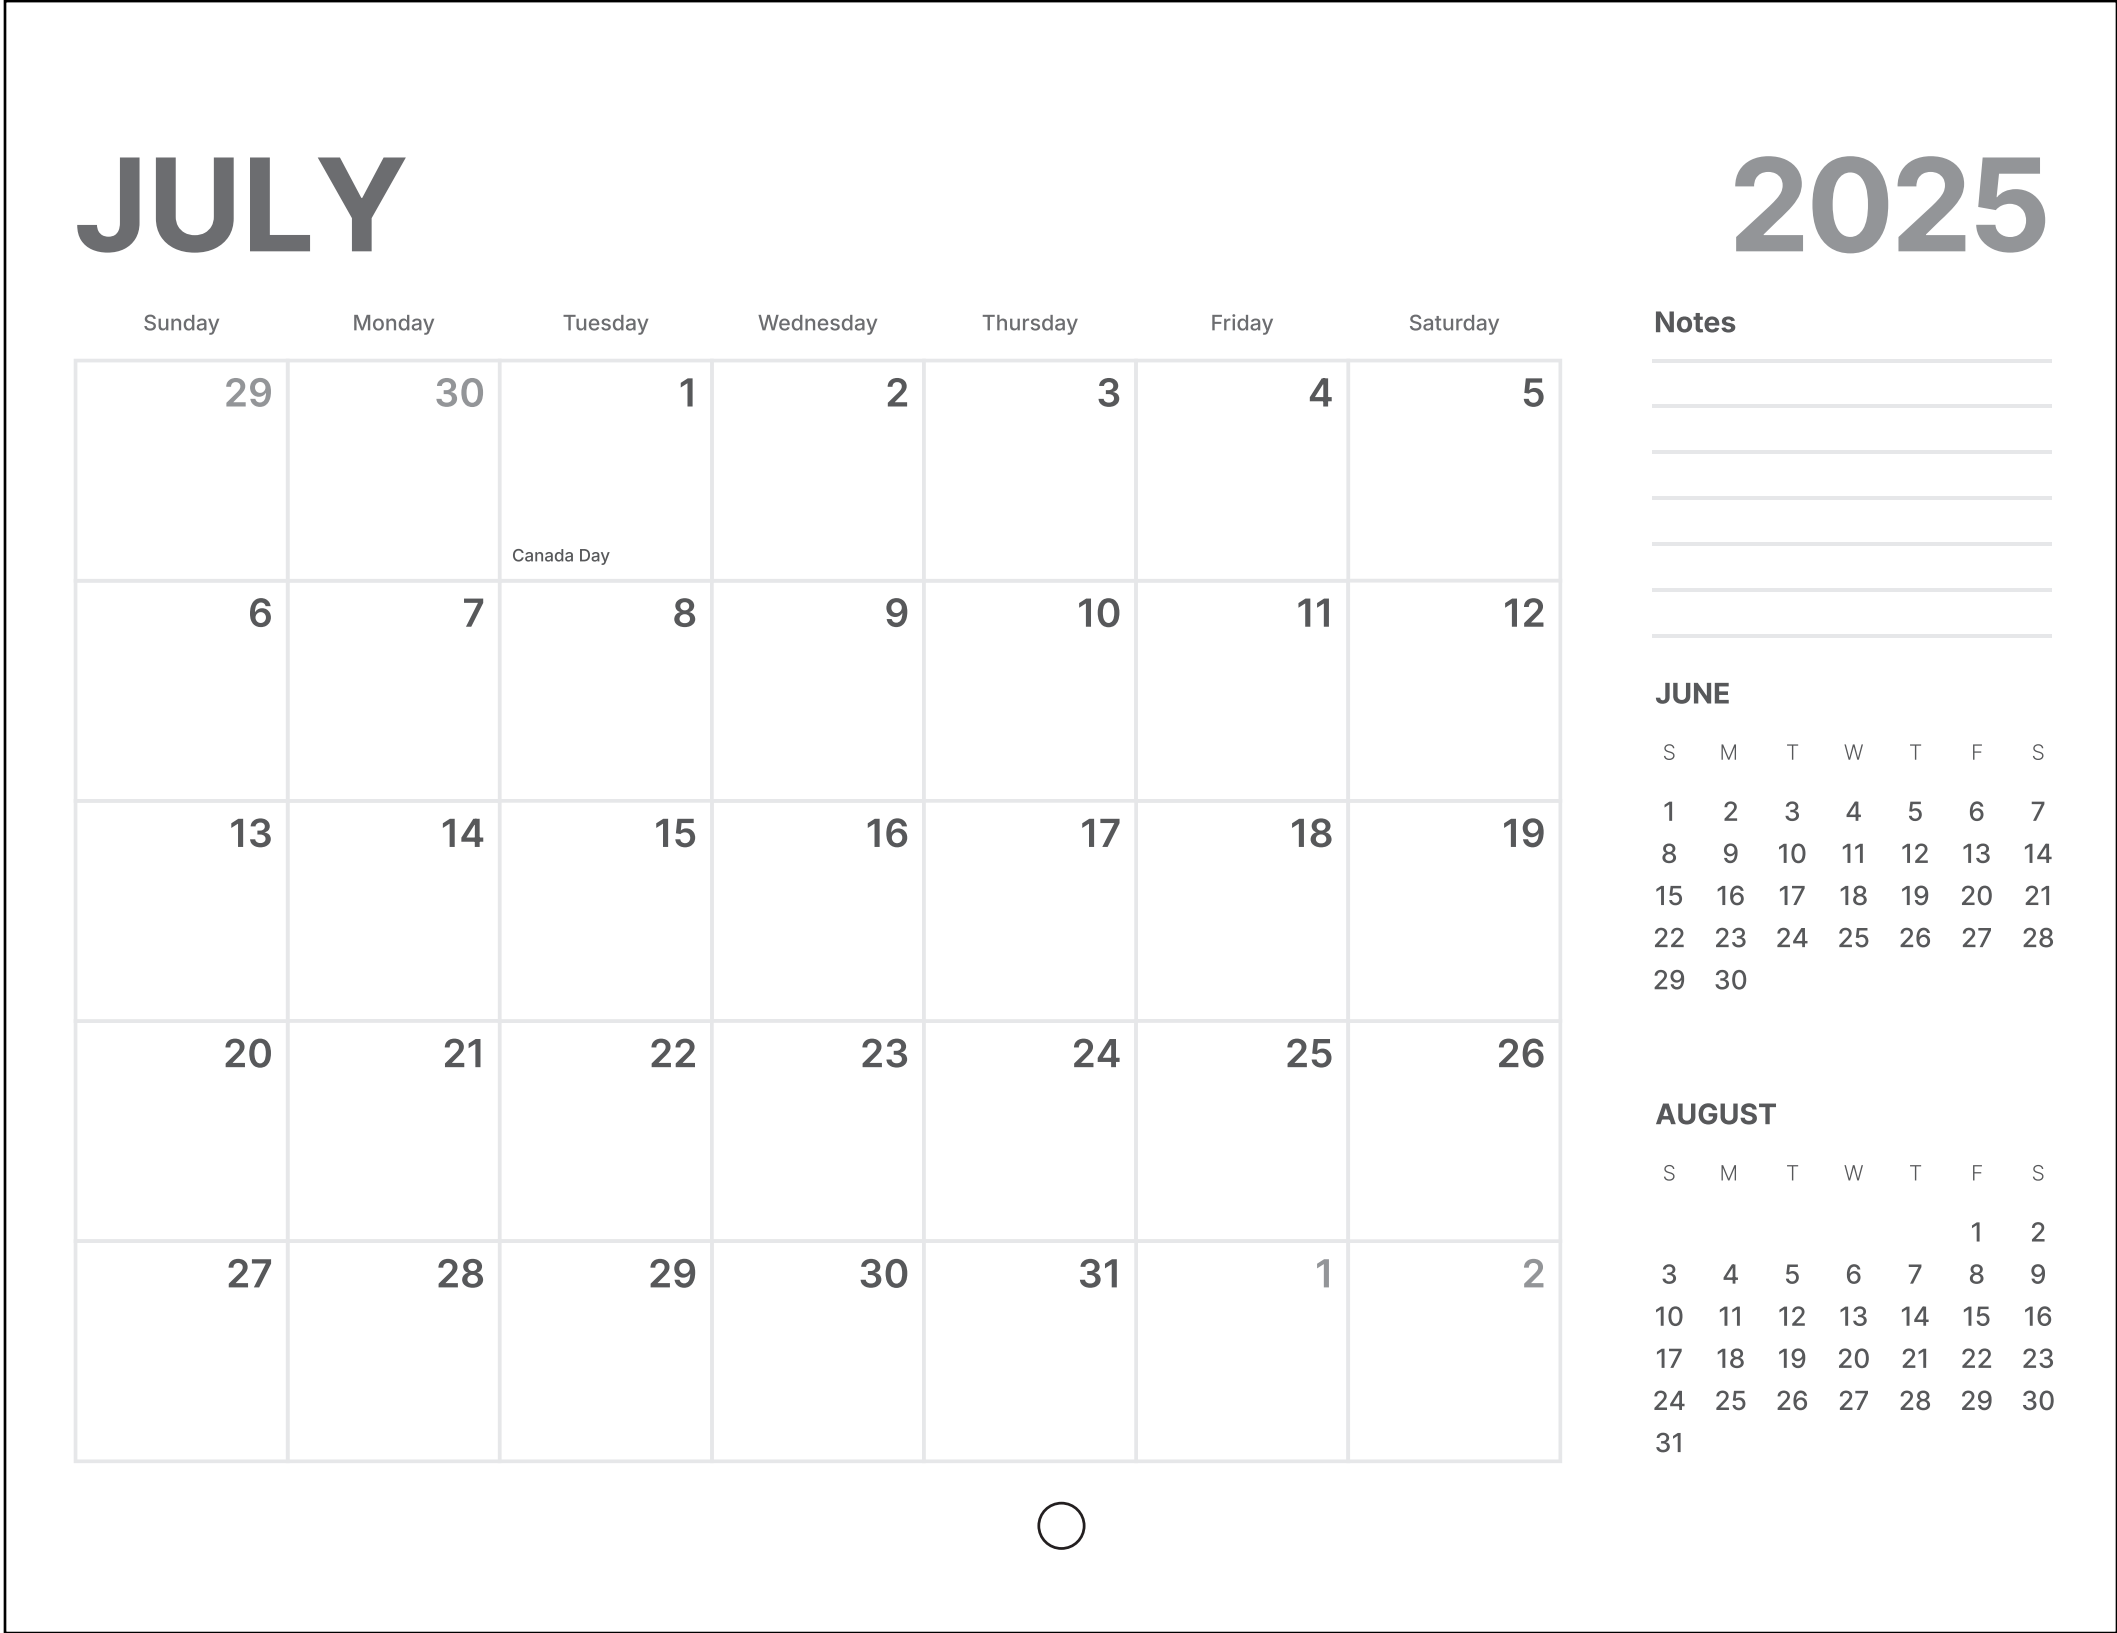 JULY 2025
Sunday Monday Tuesday Wednesday Thursday Friday Saturday
29 30 1 2 3 4 5
Canada Day
6 7 8 9 10 11 12
13 14 15 16 17 18 19
20 21 22 23 24 25 26
27 28 29 30 31 1 2
Notes
JUNE
S M T W T F S
1 2 3 4 5 6 7
8 9 10 11 12 13 14
15 16 17 18 19 20 21
22 23 24 25 26 27 28
29 30
AUGUST
S M T W T F S
1 2
3 4 5 6 7 8 9
10 11 12 13 14 15 16
17 18 19 20 21 22 23
24 25 26 27 28 29 30
31